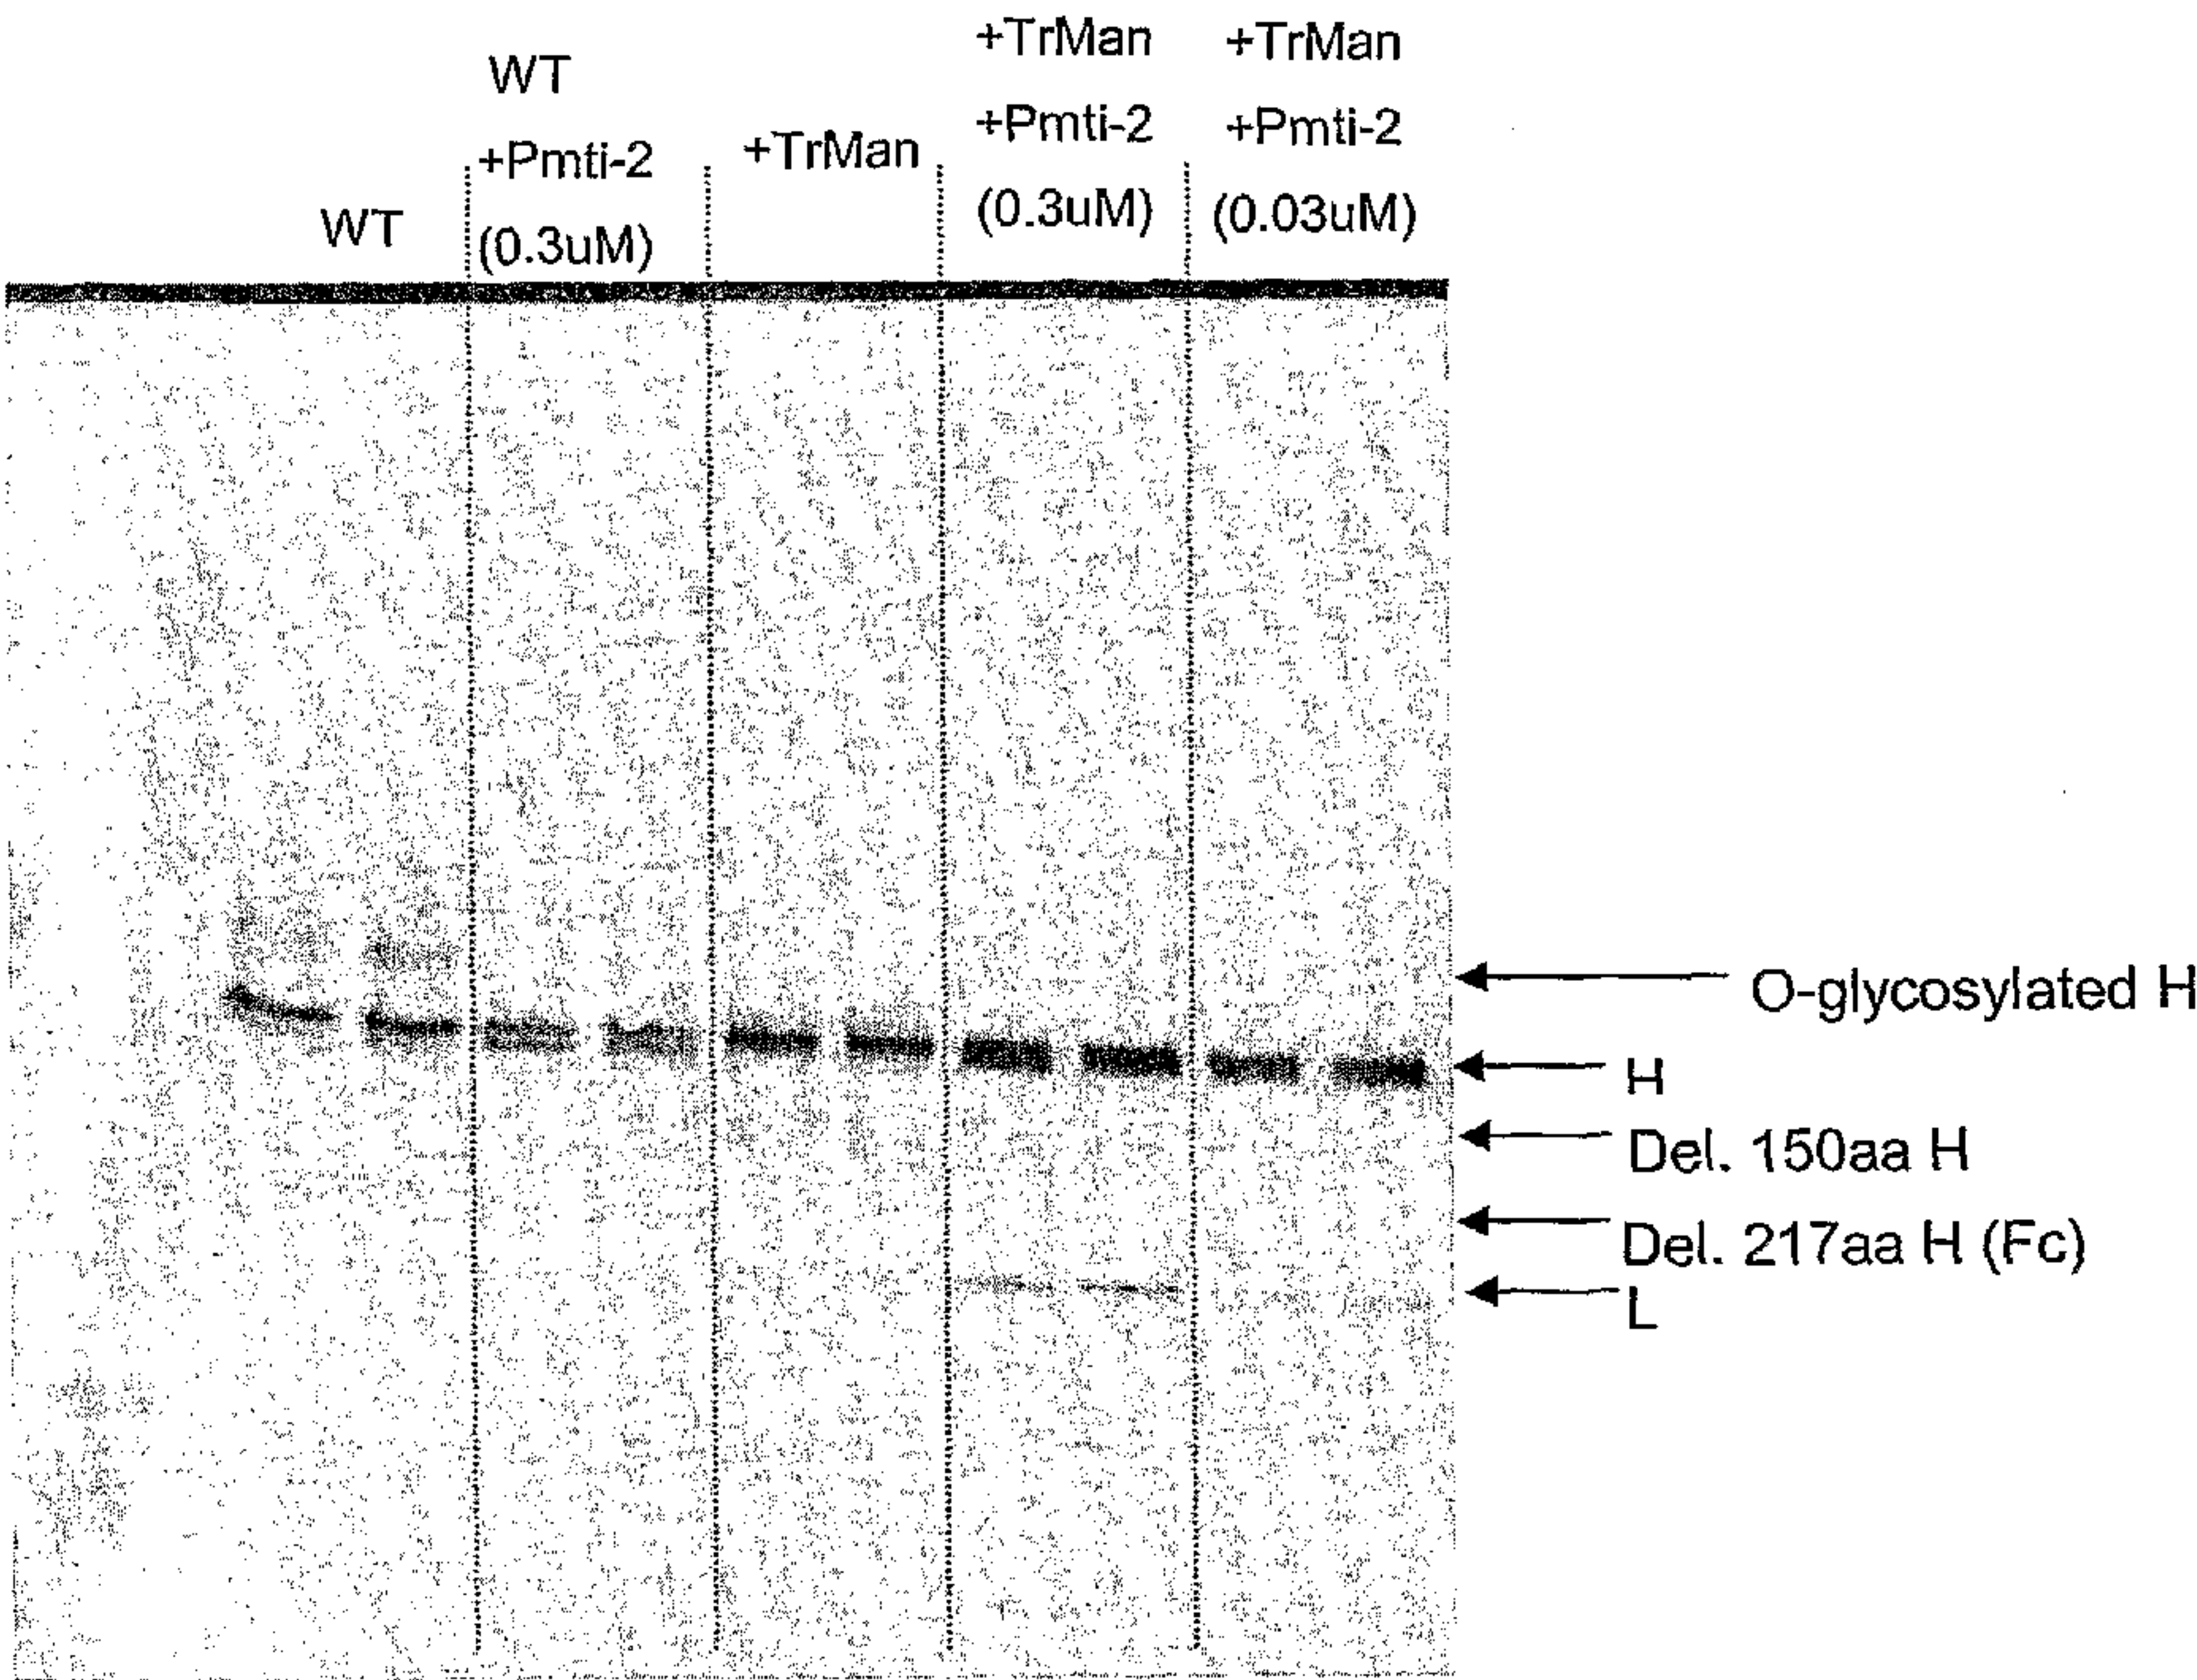 WT
WT
+Pmti-2
(0.3uM)
+TrMan
+TrMan
+Pmti-2
(0.3uM)
+TrMan
+Pmti-2
(0.03uM)
O-glycosylated H
H
Del. 150aa H
Del. 217aa H (Fc)
L